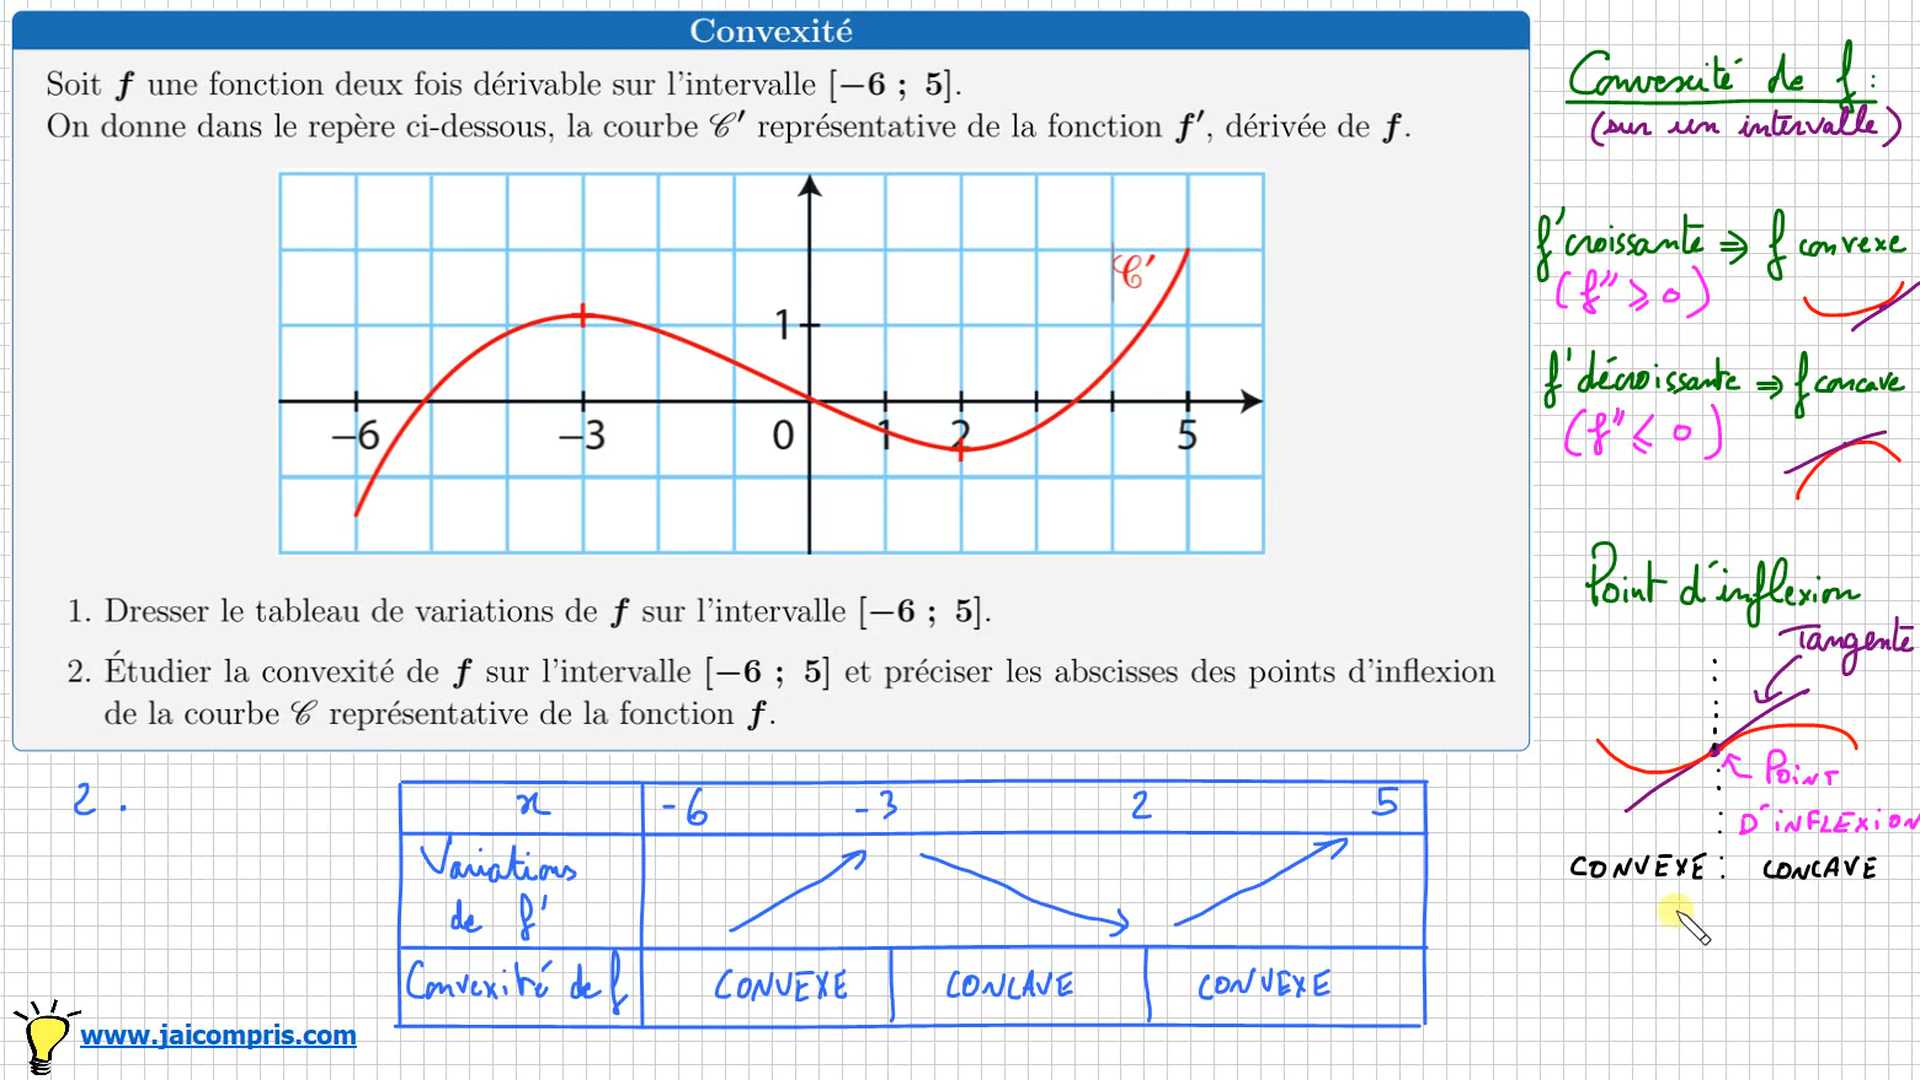 Convexité
Soit f une fonction deux fois dérivable sur l'intervalle [−6 ; 5].
On donne dans le repère ci-dessous, la courbe 𝒞′ représentative de la fonction f′, dérivée de f.
𝒞′
1
−6 −3 0 1 2 5
1. Dresser le tableau de variations de f sur l'intervalle [−6 ; 5].
2. Étudier la convexité de f sur l'intervalle [−6 ; 5] et préciser les abscisses des points d'inflexion
de la courbe 𝒞 représentative de la fonction f.
2.
x -6 -3 2 5
Variations
de f'
Convexité de f CONVEXE CONCAVE CONVEXE
www.jaicompris.com
Convexité de f :
(sur un intervalle)
f' croissante ⇒ f convexe
(f'' ⩾ 0)
f' décroissante ⇒ f concave
(f'' ⩽ 0)
Point d'inflexion
Tangente
POINT
D'INFLEXION
CONVEXE : CONCAVE